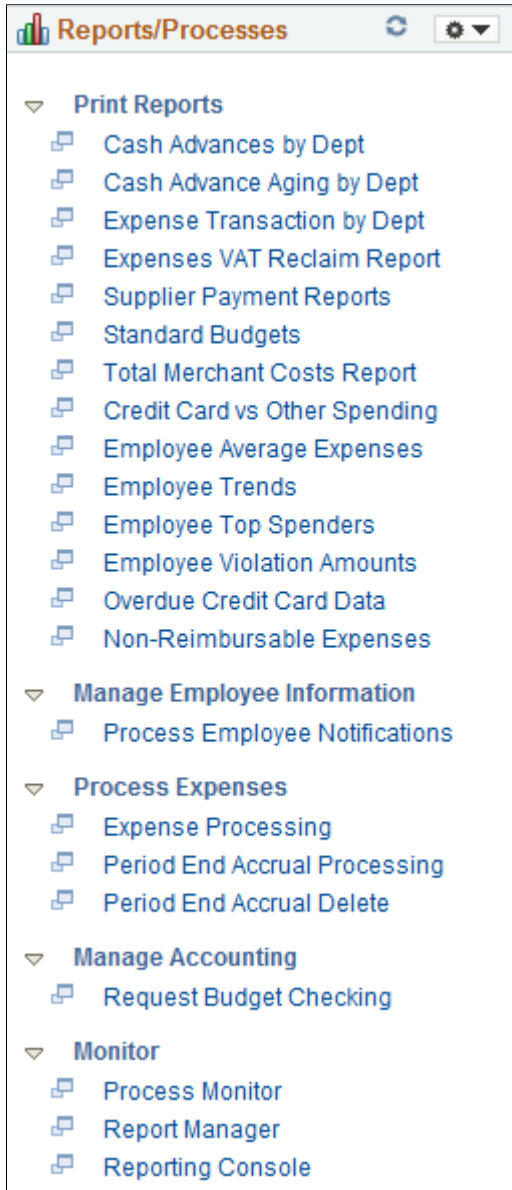 Reports/Processes
Print Reports
Cash Advances by Dept
Cash Advance Aging by Dept
Expense Transaction by Dept
Expenses VAT Reclaim Report
Supplier Payment Reports
Standard Budgets
Total Merchant Costs Report
Credit Card vs Other Spending
Employee Average Expenses
Employee Trends
Employee Top Spenders
Employee Violation Amounts
Overdue Credit Card Data
Non-Reimbursable Expenses
Manage Employee Information
Process Employee Notifications
Process Expenses
Expense Processing
Period End Accrual Processing
Period End Accrual Delete
Manage Accounting
Request Budget Checking
Monitor
Process Monitor
Report Manager
Reporting Console